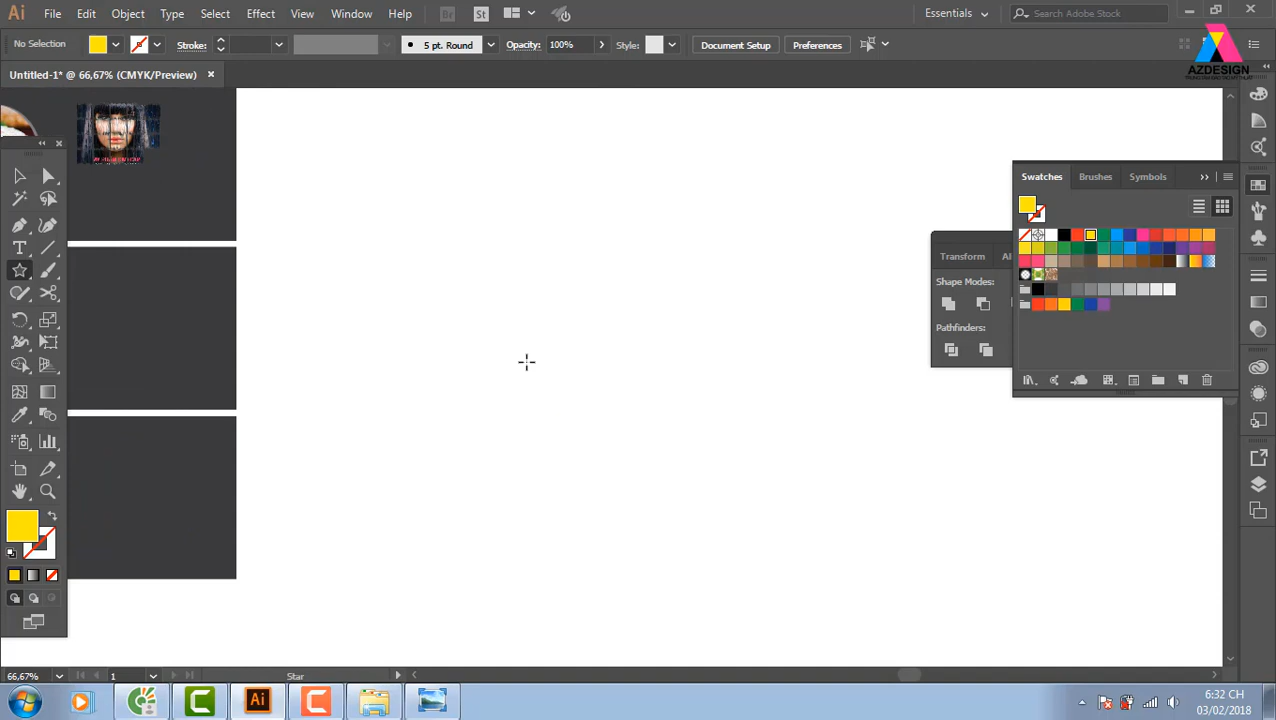 Ai File Edit Object Type Select Effect View Window Help Br St Essentials Search Adobe Stock
No Selection Stroke: 5 pt. Round Opacity: 100% Style: Document Setup Preferences
AZDESIGN
Untitled-1* @ 66,67% (CMYK/Preview)
Swatches Brushes Symbols
Transform
Shape Modes:
Pathfinders:
66,67% 1 Star
Ai
6:32 CH
03/02/2018